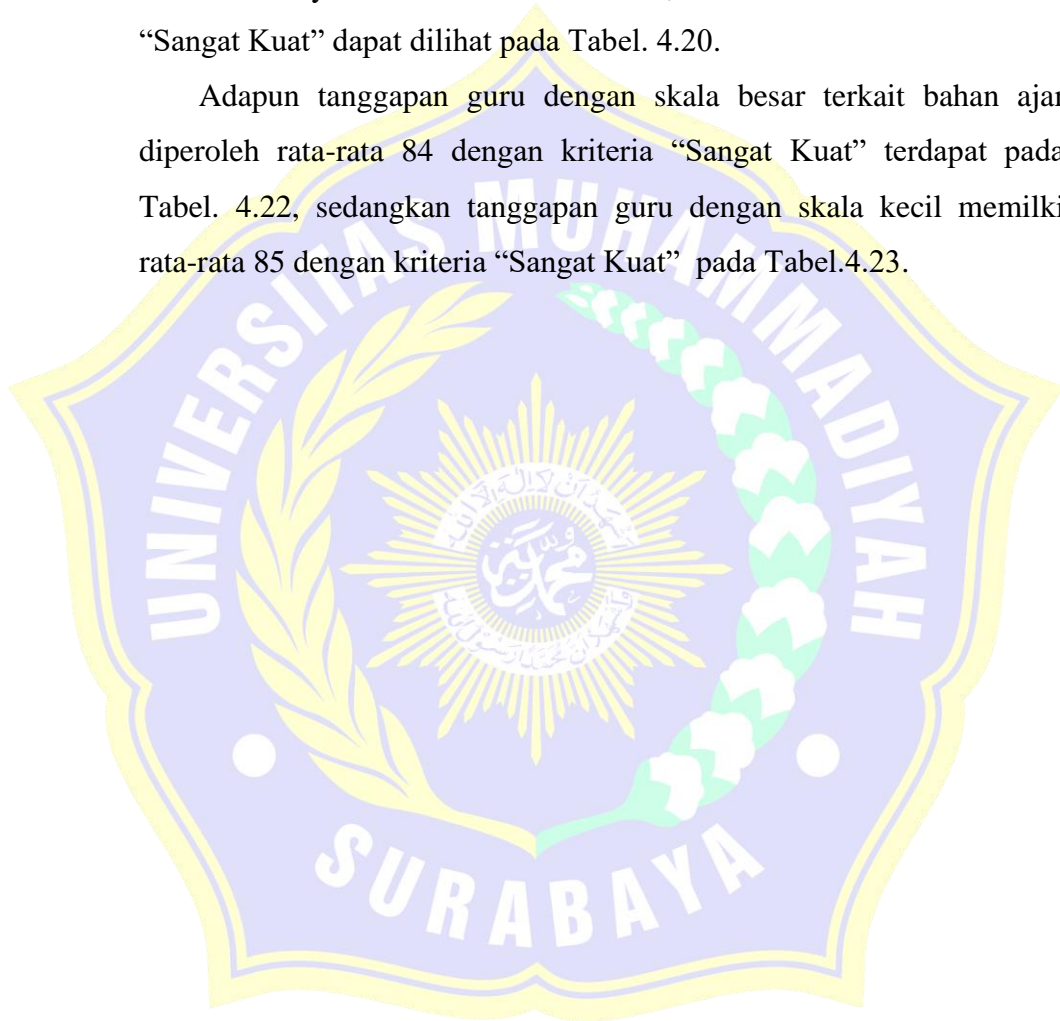 “Sangat Kuat” dapat dilihat pada Tabel. 4.20.
Adapun tanggapan guru dengan skala besar terkait bahan ajar
diperoleh rata-rata 84 dengan kriteria “Sangat Kuat” terdapat pada
Tabel. 4.22, sedangkan tanggapan guru dengan skala kecil memilki
rata-rata 85 dengan kriteria “Sangat Kuat” pada Tabel.4.23.
UNIVERSITAS MUHAMMADIYAH
SURABAYA